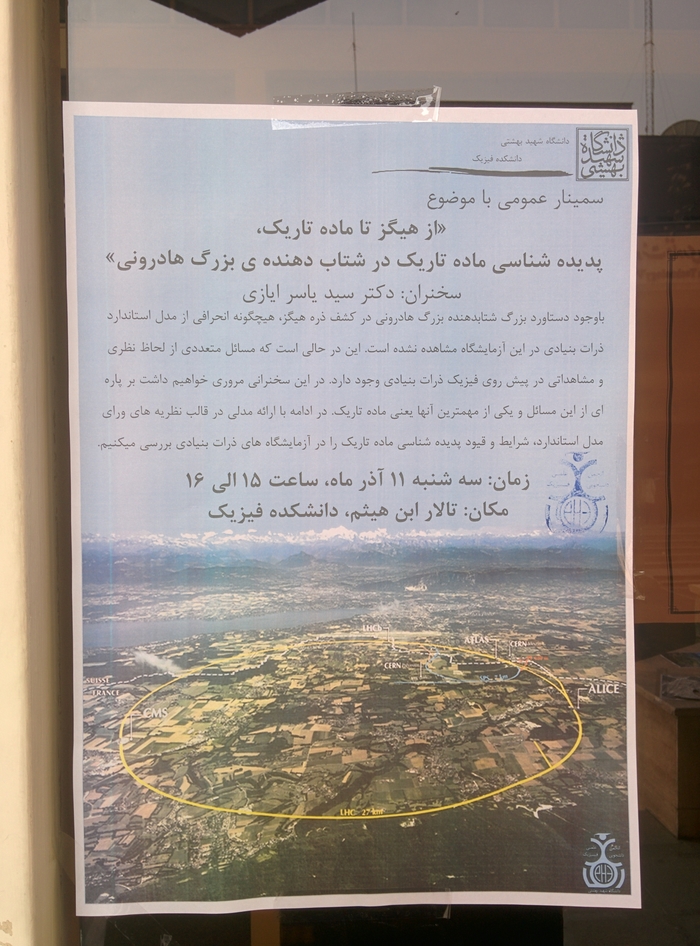 دانشگاه شهید بهشتی
دانشکده فیزیک
دانشگاه شهید بهشتی
سمینار عمومی با موضوع
«از هیگز تا ماده تاریک،
پدیده شناسی ماده تاریک در شتاب دهنده ی بزرگ هادرونی»
سخنران: دکتر سید یاسر ایازی
باوجود دستاورد بزرگ شتابدهنده بزرگ هادرونی در کشف ذره هیگز، هیچگونه انحرافی از مدل استاندارد
ذرات بنیادی در این آزمایشگاه مشاهده نشده است. این در حالی است که مسائل متعددی از لحاظ نظری
و مشاهداتی در پیش روی فیزیک ذرات بنیادی وجود دارد. در این سخنرانی مروری خواهیم داشت بر پاره
ای از این مسائل و یکی از مهمترین آنها یعنی ماده تاریک. در ادامه با ارائه مدلی در قالب نظریه های ورای
مدل استاندارد، شرایط و قیود پدیده شناسی ماده تاریک را در آزمایشگاه های ذرات بنیادی بررسی میکنیم.
زمان: سه شنبه ۱۱ آذر ماه، ساعت ۱۵ الی ۱۶
مکان: تالار ابن هیثم، دانشکده فیزیک
LHCb
ATLAS
CERN
CERN
SUISSE
FRANCE
ALICE
CMS
LHC 27 km